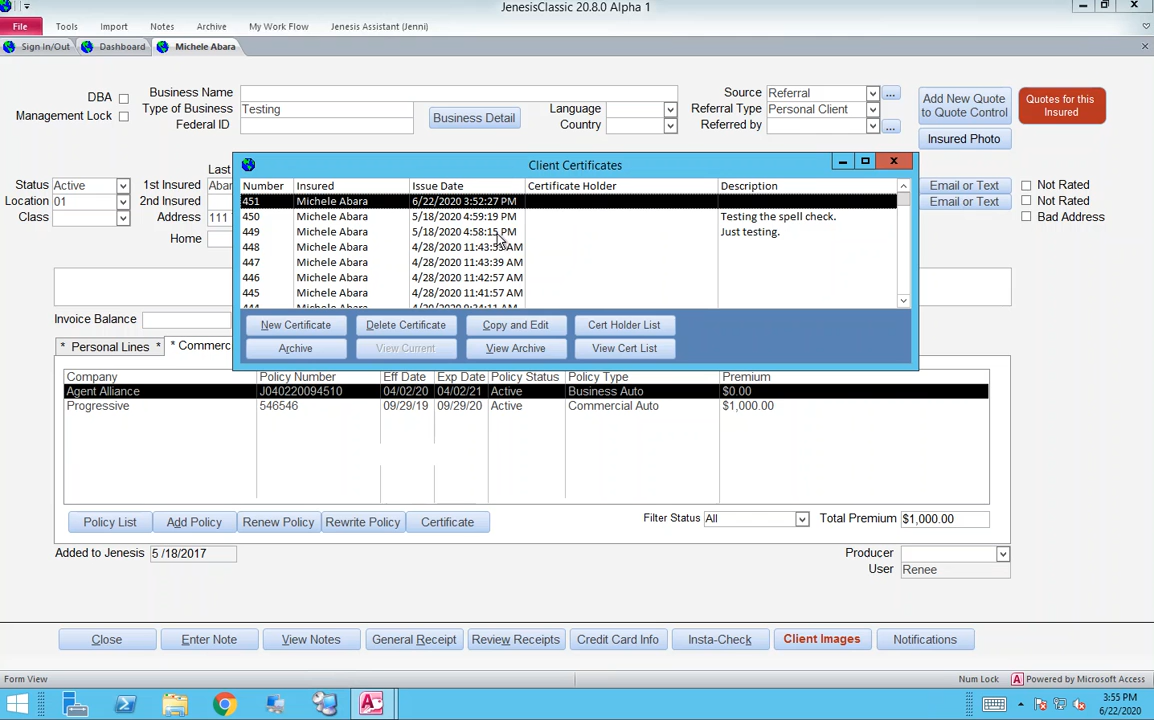 JenesisClassic 20.8.0 Alpha 1
File Tools Import Notes Archive My Work Flow Jenesis Assistant (Jenni)
Sign In/Out Dashboard Michele Abara
DBA Business Name Source Referral ... Add New Quote to Quote Control Quotes for this Insured
Management Lock Type of Business Testing Language Referral Type Personal Client
Federal ID Business Detail Country Referred by ... Insured Photo
Client Certificates
Last
Status Active 1st Insured Abar Email or Text Not Rated
Location 01 2nd Insured Email or Text Not Rated
Class Address 111 Bad Address
Home
Number Insured Issue Date Certificate Holder Description
451 Michele Abara 6/22/2020 3:52:27 PM
450 Michele Abara 5/18/2020 4:59:19 PM Testing the spell check.
449 Michele Abara 5/18/2020 4:58:11 PM Just testing.
448 Michele Abara 4/28/2020 11:43:53 AM
447 Michele Abara 4/28/2020 11:43:39 AM
446 Michele Abara 4/28/2020 11:42:57 AM
445 Michele Abara 4/28/2020 11:41:57 AM
New Certificate Delete Certificate Copy and Edit Cert Holder List
Archive View Current View Archive View Cert List
Invoice Balance
* Personal Lines * * Commerc
Company Policy Number Eff Date Exp Date Policy Status Policy Type Premium
Agent Alliance J040220094510 04/02/20 04/02/21 Active Business Auto $0.00
Progressive 546546 09/29/19 09/29/20 Active Commercial Auto $1,000.00
Policy List Add Policy Renew Policy Rewrite Policy Certificate Filter Status All Total Premium $1,000.00
Added to Jenesis 5 /18/2017 Producer
User Renee
Close Enter Note View Notes General Receipt Review Receipts Credit Card Info Insta-Check Client Images Notifications
Form View Num Lock Powered by Microsoft Access
3:55 PM
6/22/2020